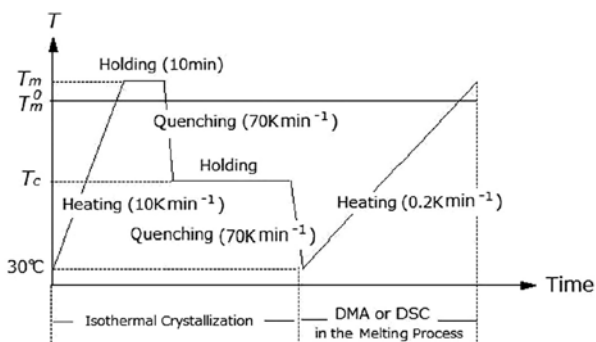 T
Holding (10min)
Tm
Tm0
Quenching (70Kmin-1)
Tc
Holding
Heating (10Kmin-1)
Heating (0.2Kmin-1)
Quenching (70Kmin-1)
30℃
Time
Isothermal Crystallization
DMA or DSC
in the Melting Process